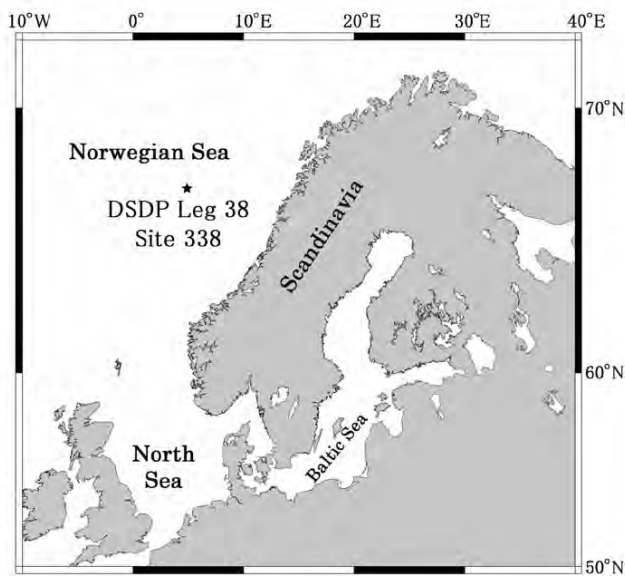 10°W 0° 10°E 20°E 30°E 40°E
70°N
Norwegian Sea
DSDP Leg 38
Site 338
Scandinavia
60°N
North
Sea
Baltic Sea
50°N